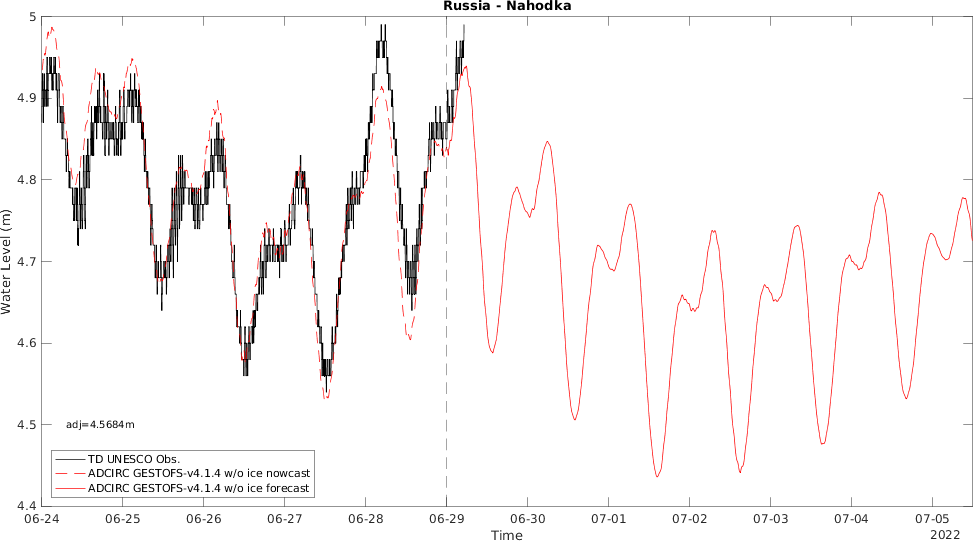 Russia - Nahodka
Water Level (m)
5
4.9
4.8
4.7
4.6
4.5
4.4
adj=4.5684m
TD UNESCO Obs.
ADCIRC GESTOFS-v4.1.4 w/o ice nowcast
ADCIRC GESTOFS-v4.1.4 w/o ice forecast
06-24 06-25 06-26 06-27 06-28 06-29 06-30 07-01 07-02 07-03 07-04 07-05
2022
Time